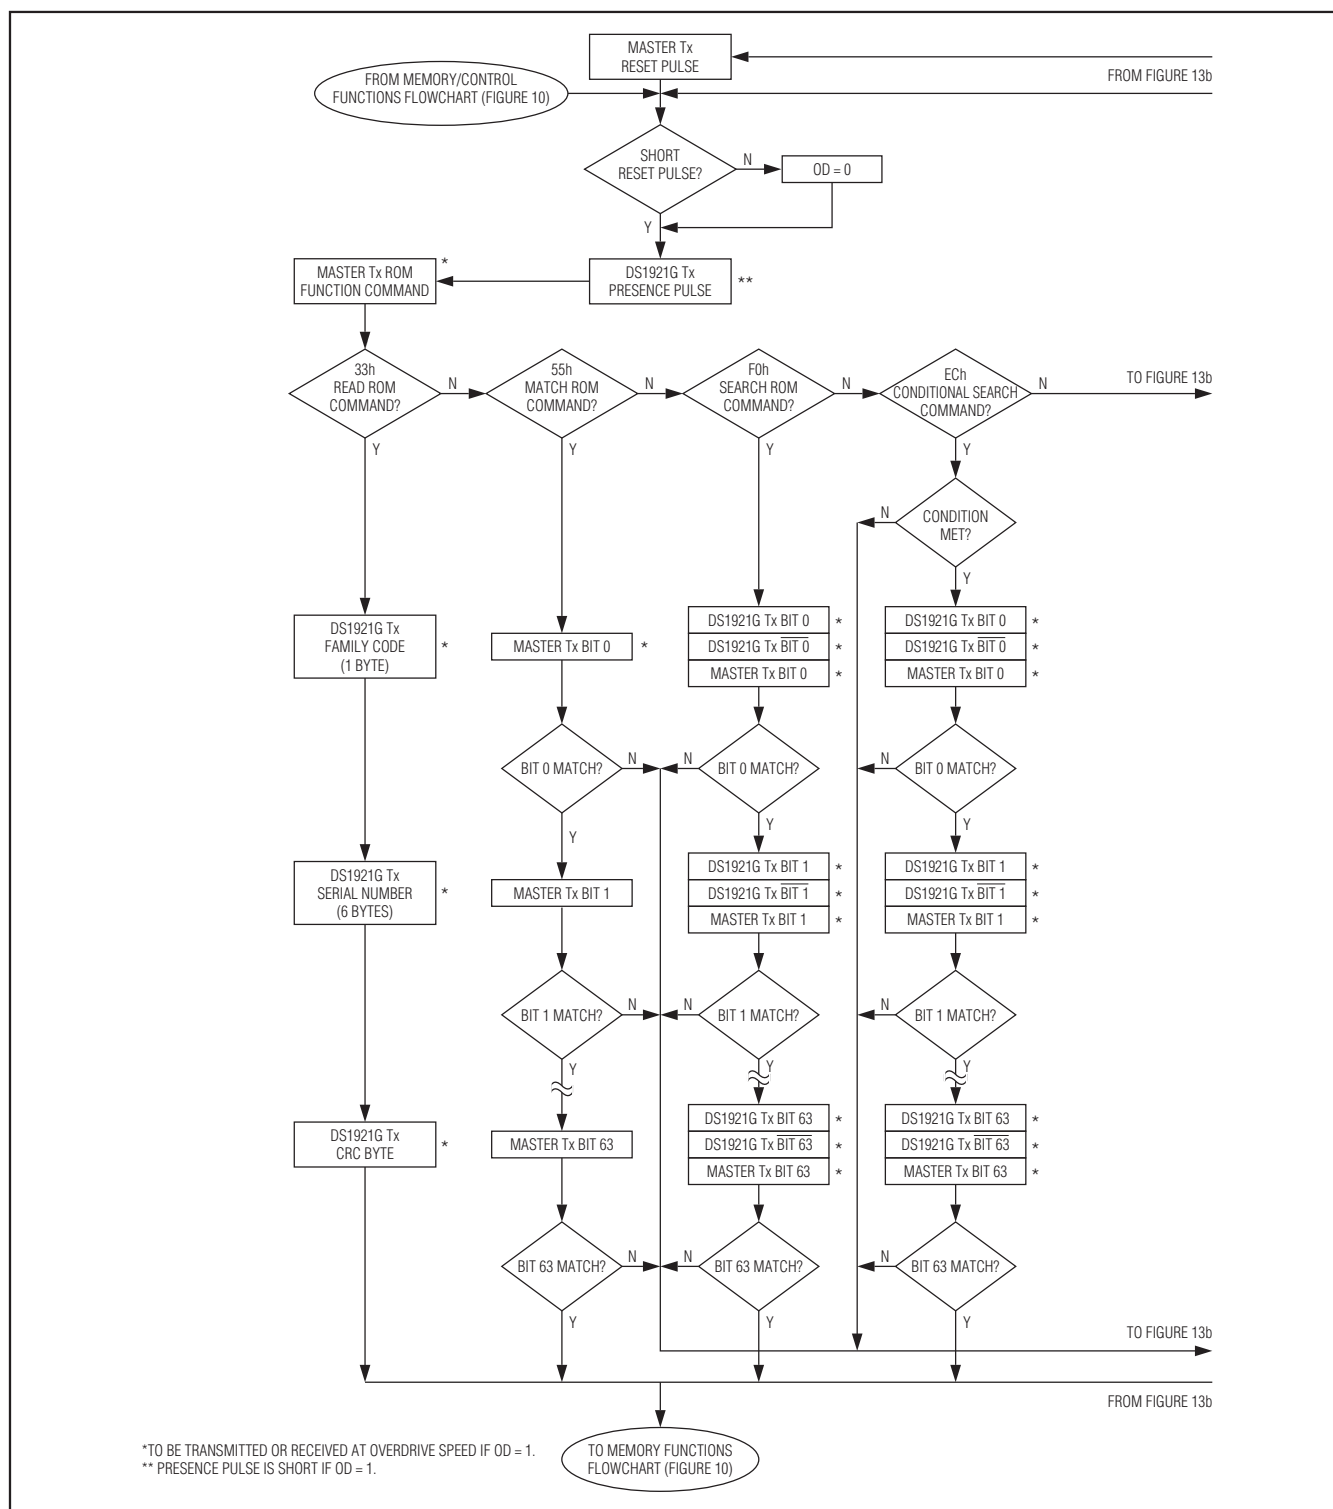 MASTER Tx
RESET PULSE
FROM FIGURE 13b
FROM MEMORY/CONTROL
FUNCTIONS FLOWCHART (FIGURE 10)
SHORT
RESET PULSE?
N
OD = 0
Y
MASTER Tx ROM
FUNCTION COMMAND
*
DS1921G Tx
PRESENCE PULSE
**
33h
READ ROM
COMMAND?
N
Y
55h
MATCH ROM
COMMAND?
N
Y
F0h
SEARCH ROM
COMMAND?
N
Y
ECh
CONDITIONAL SEARCH
COMMAND?
N
Y
TO FIGURE 13b
CONDITION
MET?
N
Y
DS1921G Tx
FAMILY CODE
(1 BYTE)
*
MASTER Tx BIT 0
*
DS1921G Tx BIT 0
*
DS1921G Tx B̅I̅T̅ ̅0̅
*
MASTER Tx BIT 0
*
DS1921G Tx BIT 0
*
DS1921G Tx B̅I̅T̅ ̅0̅
*
MASTER Tx BIT 0
*
BIT 0 MATCH?
N
Y
N
BIT 0 MATCH?
Y
N
BIT 0 MATCH?
Y
DS1921G Tx
SERIAL NUMBER
(6 BYTES)
*
MASTER Tx BIT 1
DS1921G Tx BIT 1
*
DS1921G Tx B̅I̅T̅ ̅1̅
*
MASTER Tx BIT 1
*
DS1921G Tx BIT 1
*
DS1921G Tx B̅I̅T̅ ̅1̅
*
MASTER Tx BIT 1
*
BIT 1 MATCH?
N
Y
N
BIT 1 MATCH?
Y
N
BIT 1 MATCH?
Y
DS1921G Tx
CRC BYTE
*
MASTER Tx BIT 63
DS1921G Tx BIT 63
*
DS1921G Tx B̅I̅T̅ ̅6̅3̅
*
MASTER Tx BIT 63
*
DS1921G Tx BIT 63
*
DS1921G Tx B̅I̅T̅ ̅6̅3̅
*
MASTER Tx BIT 63
*
BIT 63 MATCH?
N
Y
N
BIT 63 MATCH?
Y
N
BIT 63 MATCH?
Y
TO FIGURE 13b
FROM FIGURE 13b
TO MEMORY FUNCTIONS
FLOWCHART (FIGURE 10)
*TO BE TRANSMITTED OR RECEIVED AT OVERDRIVE SPEED IF OD = 1.
** PRESENCE PULSE IS SHORT IF OD = 1.